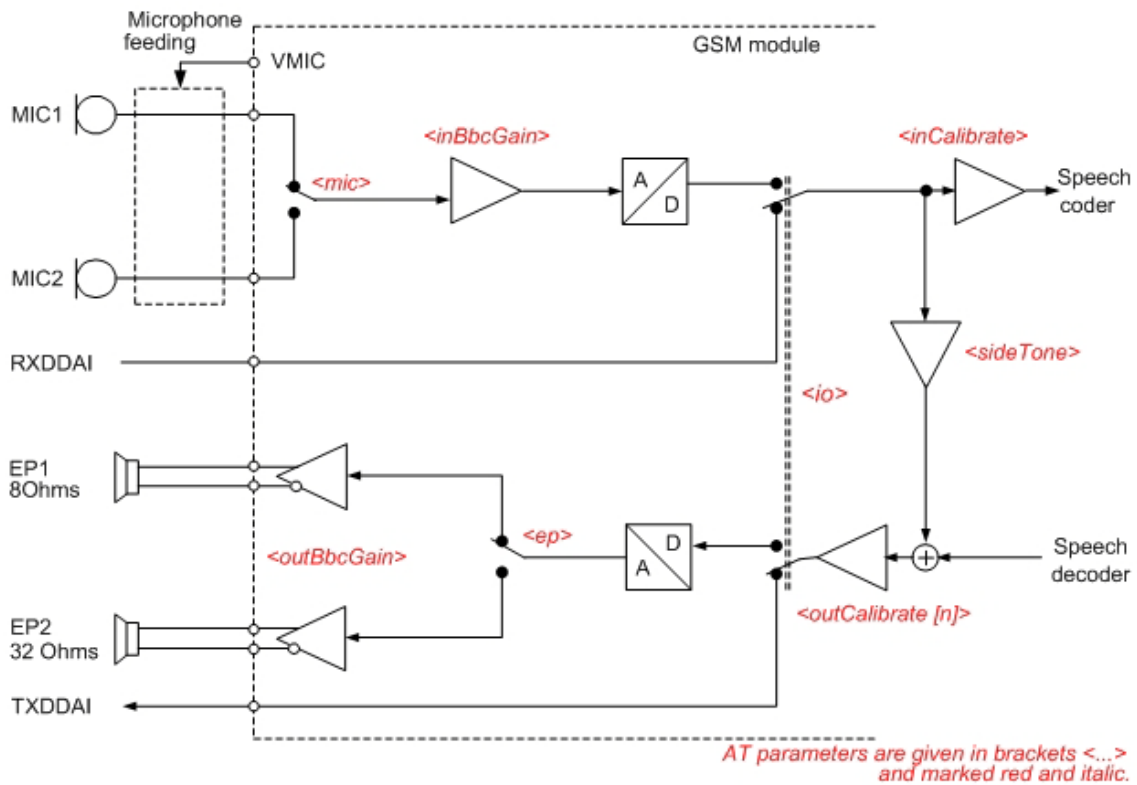 Microphone
feeding
GSM module
VMIC
MIC1
<inBbcGain>
<inCalibrate>
<mic>
A
D
Speech
coder
MIC2
RXDDAI
<sideTone>
<io>
EP1
8Ohms
<ep>
D
A
<outBbcGain>
+
Speech
decoder
<outCalibrate [n]>
EP2
32 Ohms
TXDDAI
AT parameters are given in brackets <...>
and marked red and italic.